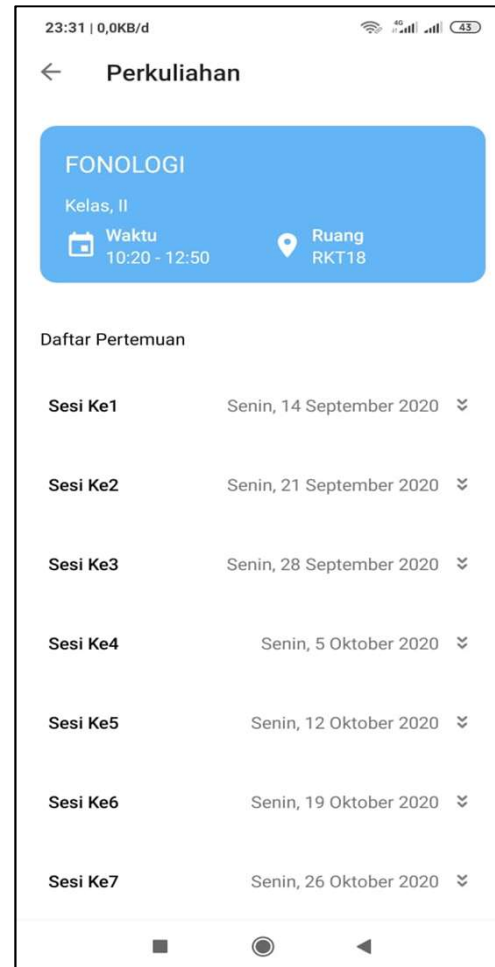 23:31 | 0,0KB/d 4G 43
Perkuliahan
FONOLOGI
Kelas, II
Waktu
10:20 - 12:50
Ruang
RKT18
Daftar Pertemuan
Sesi Ke1 Senin, 14 September 2020
Sesi Ke2 Senin, 21 September 2020
Sesi Ke3 Senin, 28 September 2020
Sesi Ke4 Senin, 5 Oktober 2020
Sesi Ke5 Senin, 12 Oktober 2020
Sesi Ke6 Senin, 19 Oktober 2020
Sesi Ke7 Senin, 26 Oktober 2020